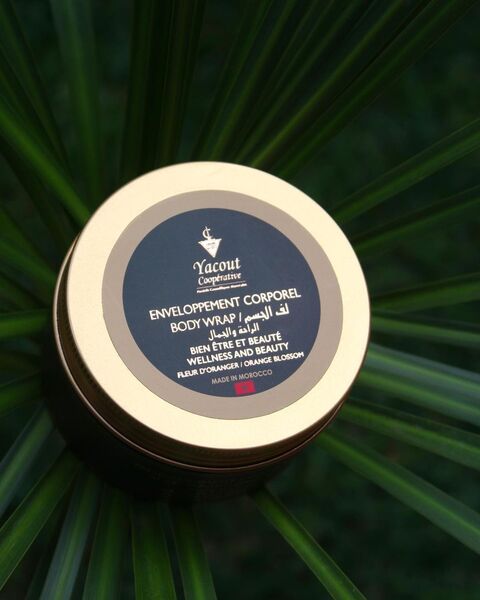 Yacout
Coopérative
ENVELOPPEMENT CORPOREL
BODY WRAP / لف الجسم
الراحة والجمال
BIEN ÊTRE ET BEAUTÉ
WELLNESS AND BEAUTY
FLEUR D'ORANGER / ORANGE BLOSSOM
MADE IN MOROCCO